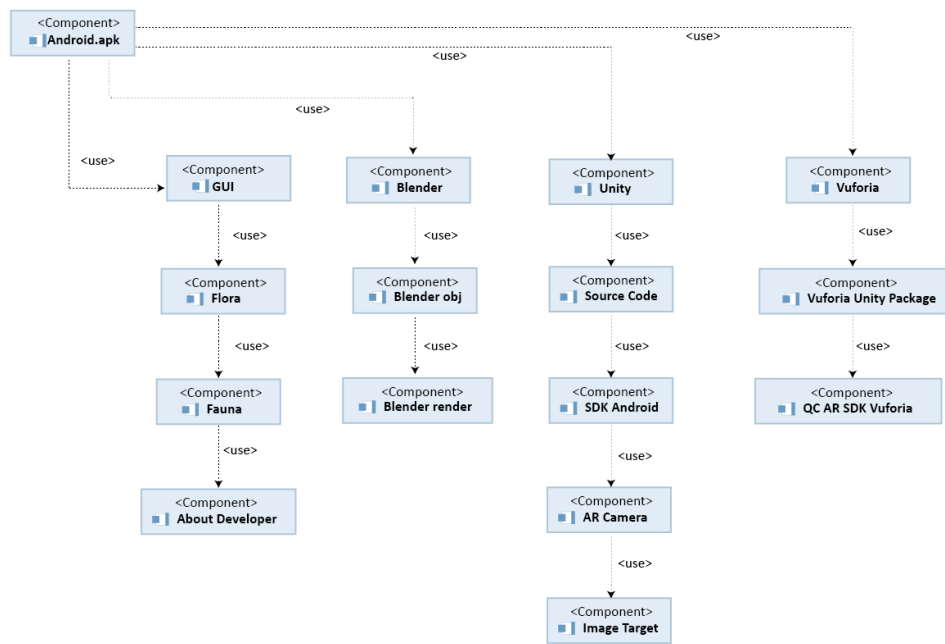 <Component>
Android.apk
<use>
<use>
<use>
<use>
<Component>
GUI
<Component>
Blender
<Component>
Unity
<Component>
Vuforia
<use>
<use>
<use>
<use>
<Component>
Flora
<Component>
Blender obj
<Component>
Source Code
<Component>
Vuforia Unity Package
<use>
<use>
<use>
<use>
<Component>
Fauna
<Component>
Blender render
<Component>
SDK Android
<Component>
QC AR SDK Vuforia
<use>
<use>
<Component>
About Developer
<Component>
AR Camera
<use>
<Component>
Image Target